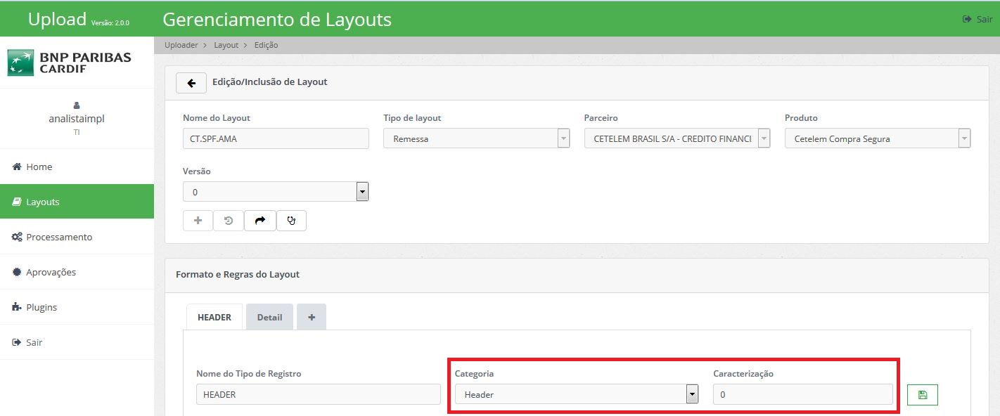 Upload Versão: 2.0.0
Gerenciamento de Layouts
Sair
BNP PARIBAS
CARDIF
analistaimpl
TI
Home
Layouts
Processamento
Aprovações
Plugins
Sair
Uploader > Layout > Edição
Edição/Inclusão de Layout
Nome do Layout
CT.SPF.AMA
Tipo de layout
Remessa
Parceiro
CETELEM BRASIL S/A - CREDITO FINANCI
Produto
Cetelem Compra Segura
Versão
0
Formato e Regras do Layout
HEADER Detail +
Nome do Tipo de Registro
HEADER
Categoria
Header
Caracterização
0